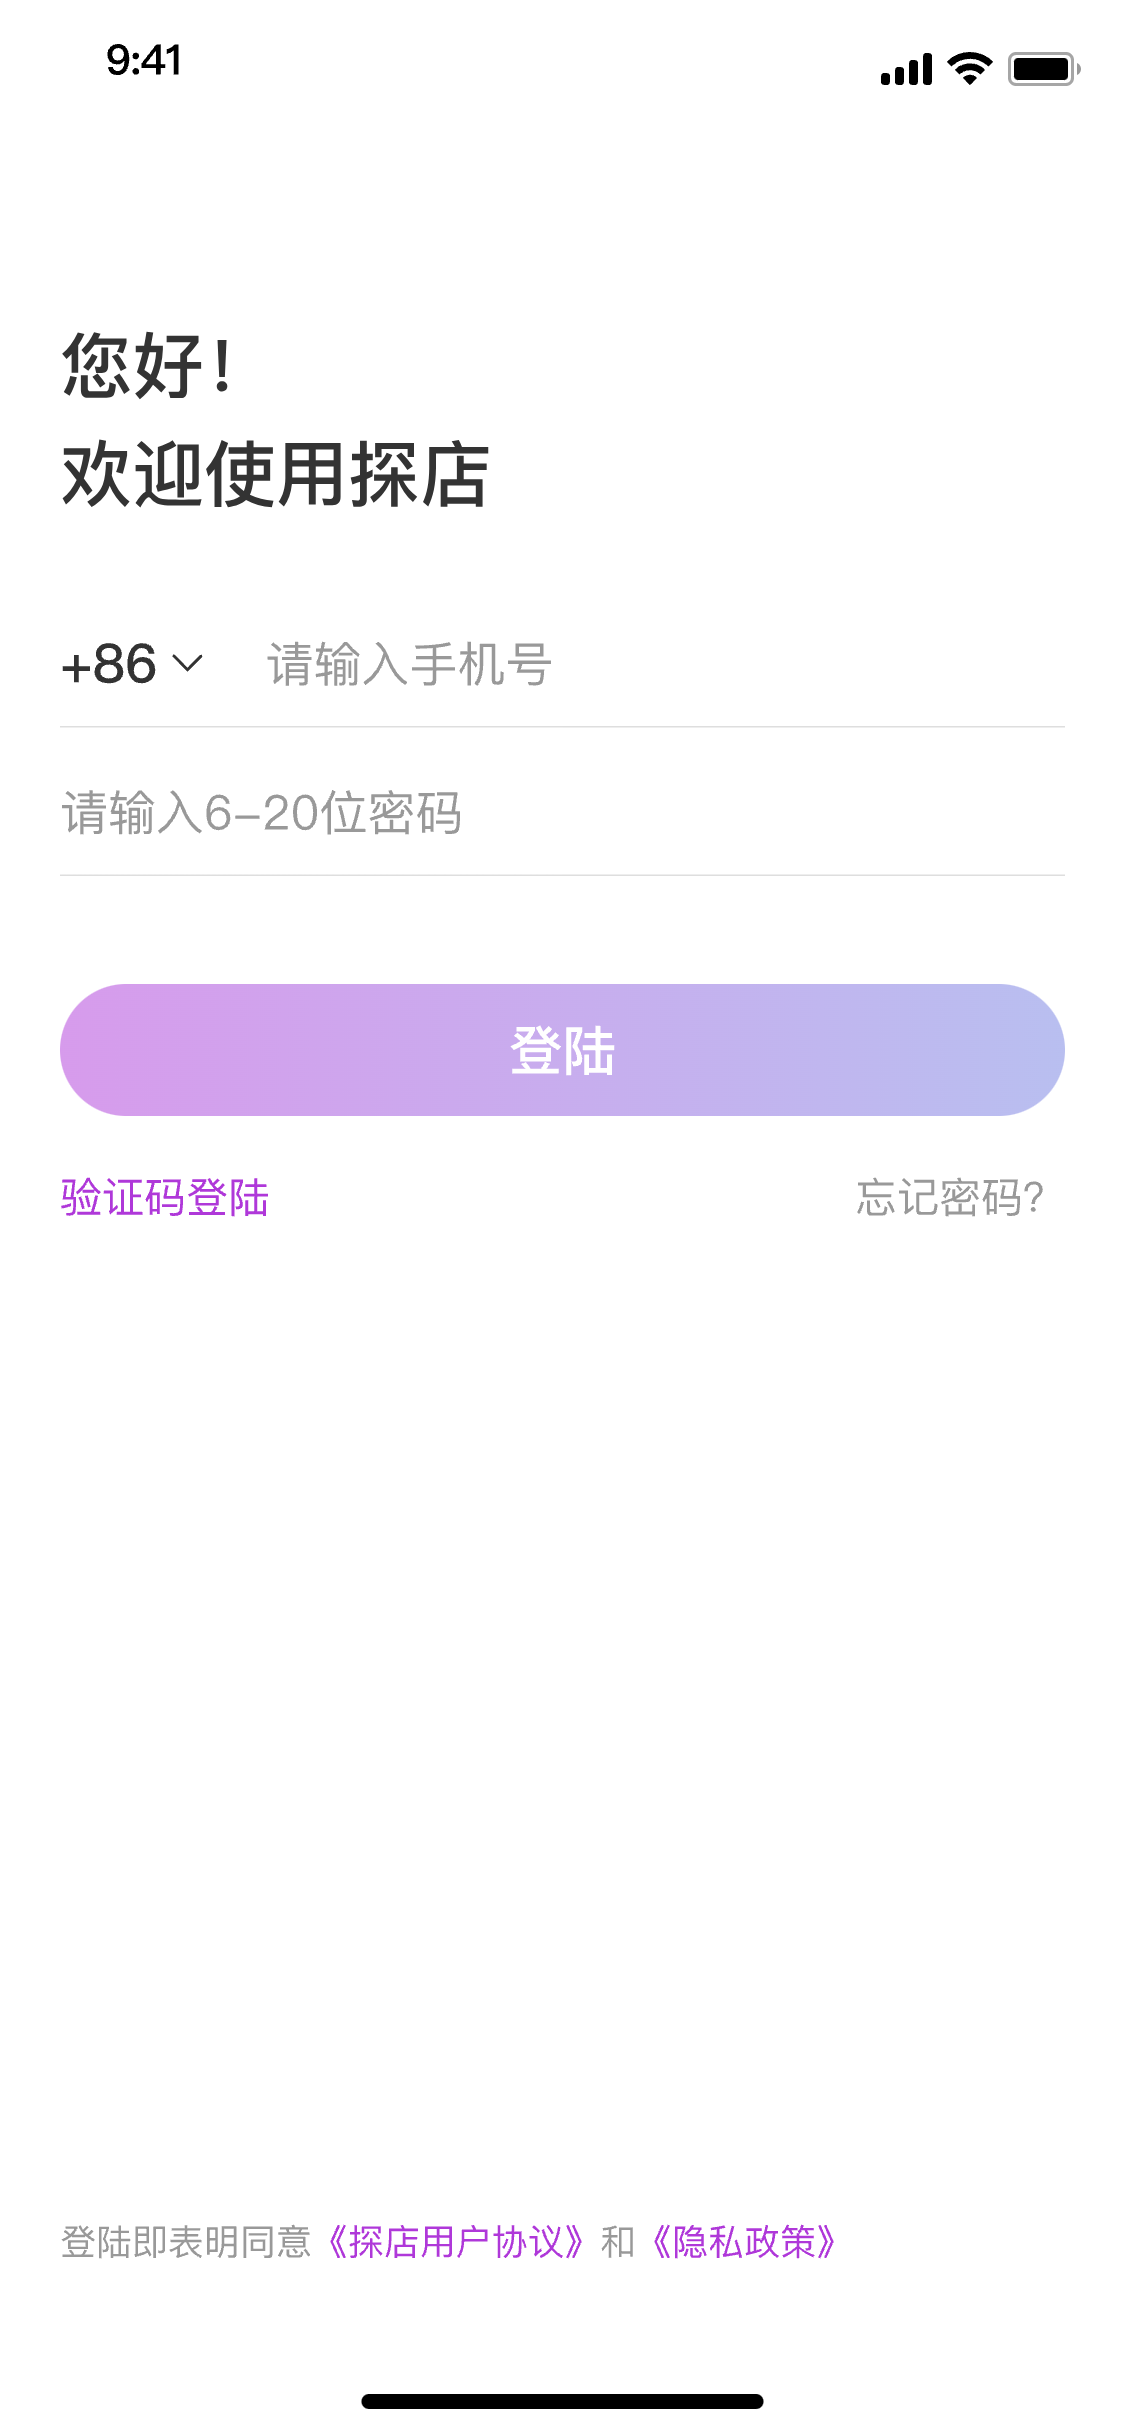 9:41
您好！
欢迎使用探店
+86 请输入手机号
请输入6-20位密码
登陆
验证码登陆 忘记密码?
登陆即表明同意《探店用户协议》和《隐私政策》